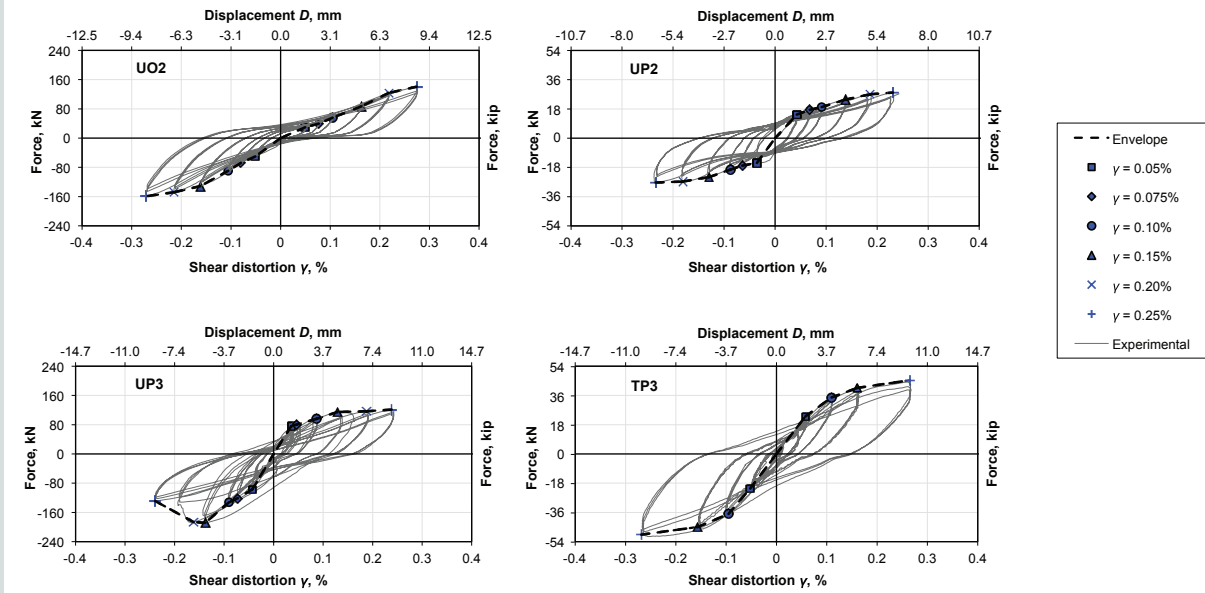 Displacement D, mm
-12.5 -9.4 -6.3 -3.1 0.0 3.1 6.3 9.4 12.5
240
160
80
0
-80
-160
-240
Force, kN
UO2
Force, kip
-0.4 -0.3 -0.2 -0.1 0 0.1 0.2 0.3 0.4
Shear distortion γ, %
Displacement D, mm
-10.7 -8.0 -5.4 -2.7 0.0 2.7 5.4 8.0 10.7
54
36
18
0
-18
-36
-54
Force, kN
UP2
Force, kip
-0.4 -0.3 -0.2 -0.1 0 0.1 0.2 0.3 0.4
Shear distortion γ, %
Envelope
γ = 0.05%
γ = 0.075%
γ = 0.10%
γ = 0.15%
γ = 0.20%
γ = 0.25%
Experimental
Displacement D, mm
-14.7 -11.0 -7.4 -3.7 0.0 3.7 7.4 11.0 14.7
240
160
80
0
-80
-160
-240
Force, kN
UP3
Force, kip
-0.4 -0.3 -0.2 -0.1 0 0.1 0.2 0.3 0.4
Shear distortion γ, %
Displacement D, mm
-14.7 -11.0 -7.4 -3.7 0.0 3.7 7.4 11.0 14.7
54
36
18
0
-18
-36
-54
Force, kN
TP3
Force, kip
-0.4 -0.3 -0.2 -0.1 0 0.1 0.2 0.3 0.4
Shear distortion γ, %